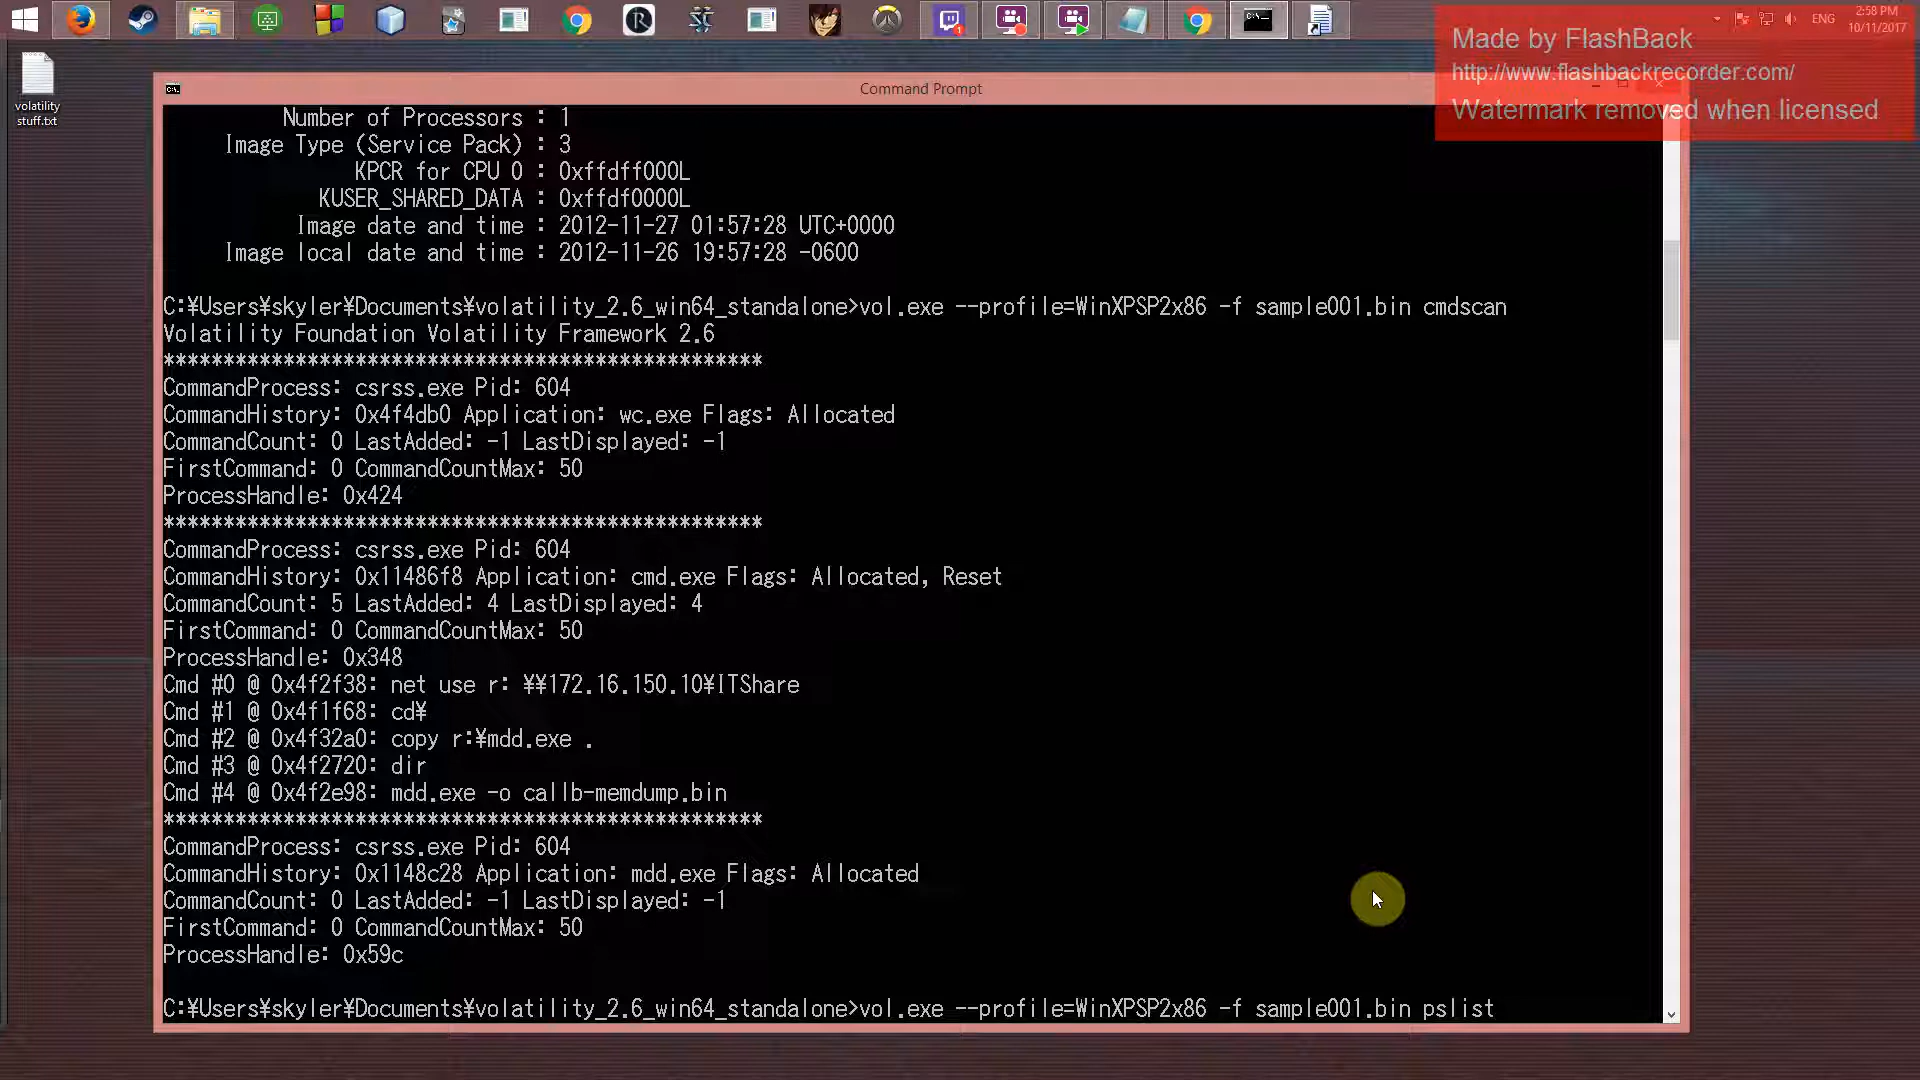 2:58 PM
ENG
10/11/2017
Made by FlashBack
http://www.flashbackrecorder.com/
Watermark removed when licensed
volatility
stuff.txt
Command Prompt
Number of Processors : 1
Image Type (Service Pack) : 3
KPCR for CPU 0 : 0xffdff000L
KUSER_SHARED_DATA : 0xffdf0000L
Image date and time : 2012-11-27 01:57:28 UTC+0000
Image local date and time : 2012-11-26 19:57:28 -0600
C:¥Users¥skyler¥Documents¥volatility_2.6_win64_standalone>vol.exe --profile=WinXPSP2x86 -f sample001.bin cmdscan
Volatility Foundation Volatility Framework 2.6
**************************************************
CommandProcess: csrss.exe Pid: 604
CommandHistory: 0x4f4db0 Application: wc.exe Flags: Allocated
CommandCount: 0 LastAdded: -1 LastDisplayed: -1
FirstCommand: 0 CommandCountMax: 50
ProcessHandle: 0x424
**************************************************
CommandProcess: csrss.exe Pid: 604
CommandHistory: 0x11486f8 Application: cmd.exe Flags: Allocated, Reset
CommandCount: 5 LastAdded: 4 LastDisplayed: 4
FirstCommand: 0 CommandCountMax: 50
ProcessHandle: 0x348
Cmd #0 @ 0x4f2f38: net use r: ¥¥172.16.150.10¥ITShare
Cmd #1 @ 0x4f1f68: cd¥
Cmd #2 @ 0x4f32a0: copy r:¥mdd.exe .
Cmd #3 @ 0x4f2720: dir
Cmd #4 @ 0x4f2e98: mdd.exe -o callb-memdump.bin
**************************************************
CommandProcess: csrss.exe Pid: 604
CommandHistory: 0x1148c28 Application: mdd.exe Flags: Allocated
CommandCount: 0 LastAdded: -1 LastDisplayed: -1
FirstCommand: 0 CommandCountMax: 50
ProcessHandle: 0x59c
C:¥Users¥skyler¥Documents¥volatility_2.6_win64_standalone>vol.exe --profile=WinXPSP2x86 -f sample001.bin pslist